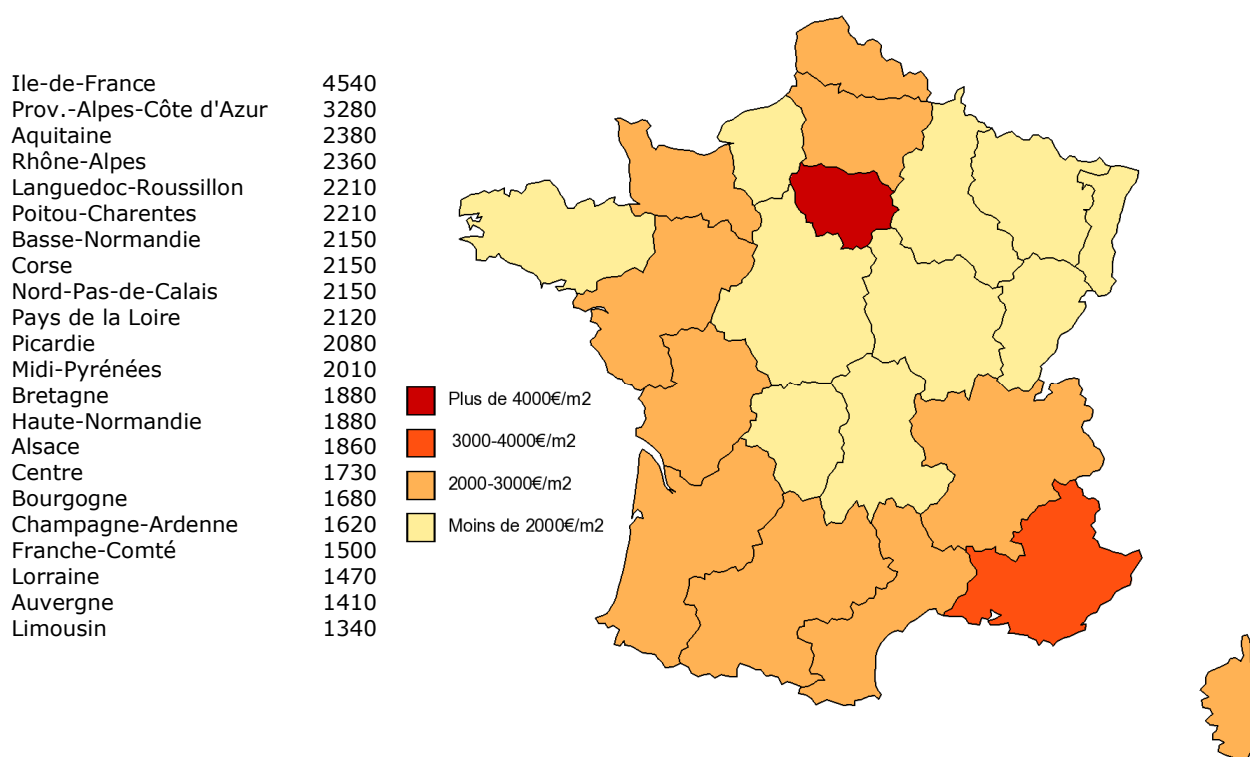 Ile-de-France 4540
Prov.-Alpes-Côte d'Azur 3280
Aquitaine 2380
Rhône-Alpes 2360
Languedoc-Roussillon 2210
Poitou-Charentes 2210
Basse-Normandie 2150
Corse 2150
Nord-Pas-de-Calais 2150
Pays de la Loire 2120
Picardie 2080
Midi-Pyrénées 2010
Bretagne 1880
Haute-Normandie 1880
Alsace 1860
Centre 1730
Bourgogne 1680
Champagne-Ardenne 1620
Franche-Comté 1500
Lorraine 1470
Auvergne 1410
Limousin 1340
Plus de 4000€/m2
3000-4000€/m2
2000-3000€/m2
Moins de 2000€/m2